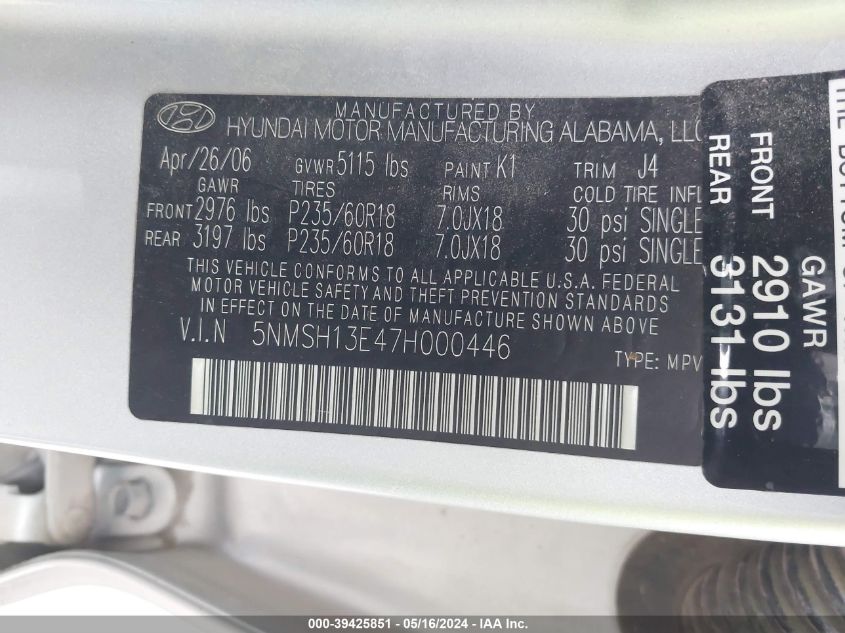 MANUFACTURED BY
HYUNDAI MOTOR MANUFACTURING ALABAMA, LLC
Apr/26/06 GVWR 5115 lbs PAINT K1 TRIM J4
GAWR TIRES RIMS COLD TIRE INFL
FRONT 2976 lbs P235/60R18 7.0JX18 30 psi SINGLE
REAR 3197 lbs P235/60R18 7.0JX18 30 psi SINGLE
THIS VEHICLE CONFORMS TO ALL APPLICABLE U.S.A. FEDERAL
MOTOR VEHICLE SAFETY AND THEFT PREVENTION STANDARDS
IN EFFECT ON THE DATE OF MANUFACTURE SHOWN ABOVE
V.I.N 5NMSH13E47H000446
TYPE: MPV
GAWR
FRONT 2910 lbs
REAR 3131 lbs
THE BOTTOM OF
000-39425851 - 05/16/2024 - IAA Inc.